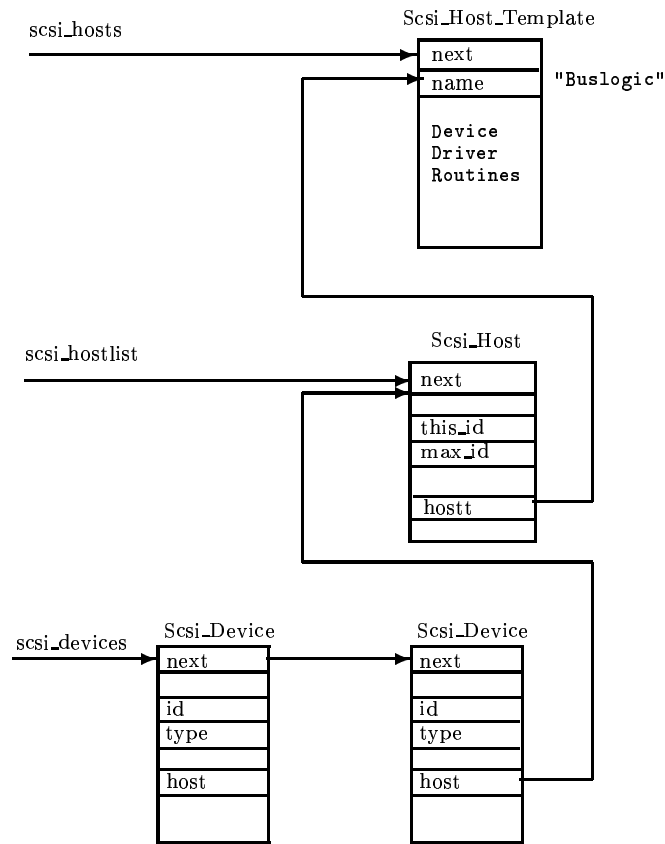 Scsi_Host_Template
scsi_hosts
next
name
"Buslogic"
Device
Driver
Routines
Scsi_Host
scsi_hostlist
next
this_id
max_id
hostt
Scsi_Device
Scsi_Device
scsi_devices
next
next
id
id
type
type
host
host